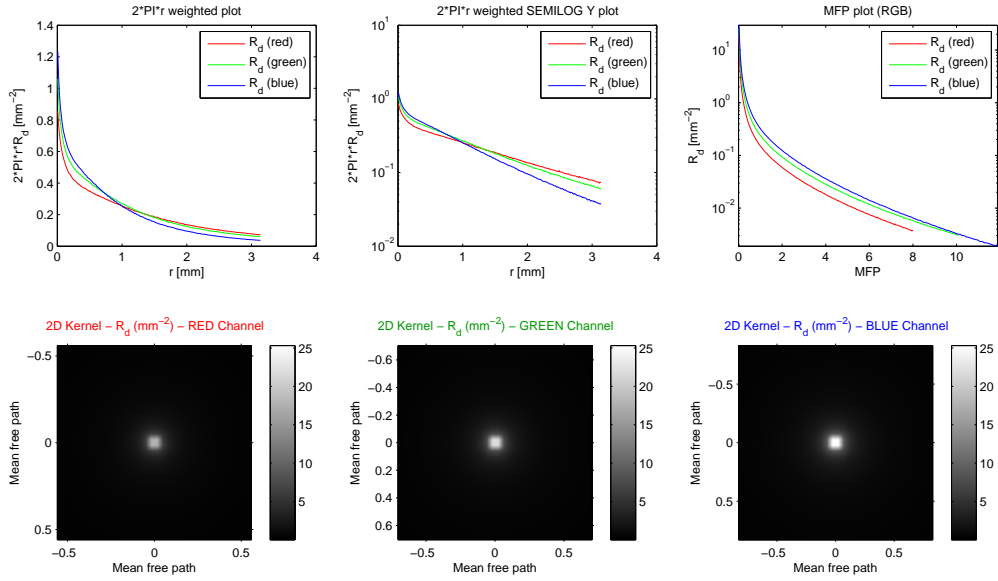 2*PI*r weighted plot
2*PI*r*R_d [mm^−2]
1.4
1.2
1
0.8
0.6
0.4
0.2
0
0
1
2
3
4
r [mm]
R_d (red)
R_d (green)
R_d (blue)
2*PI*r weighted SEMILOG Y plot
2*PI*r*R_d [mm^−2]
10^1
10^0
10^−1
10^−2
0
1
2
3
4
r [mm]
R_d (red)
R_d (green)
R_d (blue)
MFP plot (RGB)
R_d [mm^−2]
10^1
10^0
10^−1
10^−2
0
2
4
6
8
10
MFP
R_d (red)
R_d (green)
R_d (blue)
2D Kernel − R_d (mm^−2) − RED Channel
Mean free path
−0.5
0
0.5
−0.5
0
0.5
Mean free path
25
20
15
10
5
2D Kernel − R_d (mm^−2) − GREEN Channel
Mean free path
−0.6
−0.4
−0.2
0
0.2
0.4
0.6
−0.5
0
0.5
Mean free path
25
20
15
10
5
2D Kernel − R_d (mm^−2) − BLUE Channel
Mean free path
−0.5
0
0.5
−0.5
0
0.5
Mean free path
25
20
15
10
5